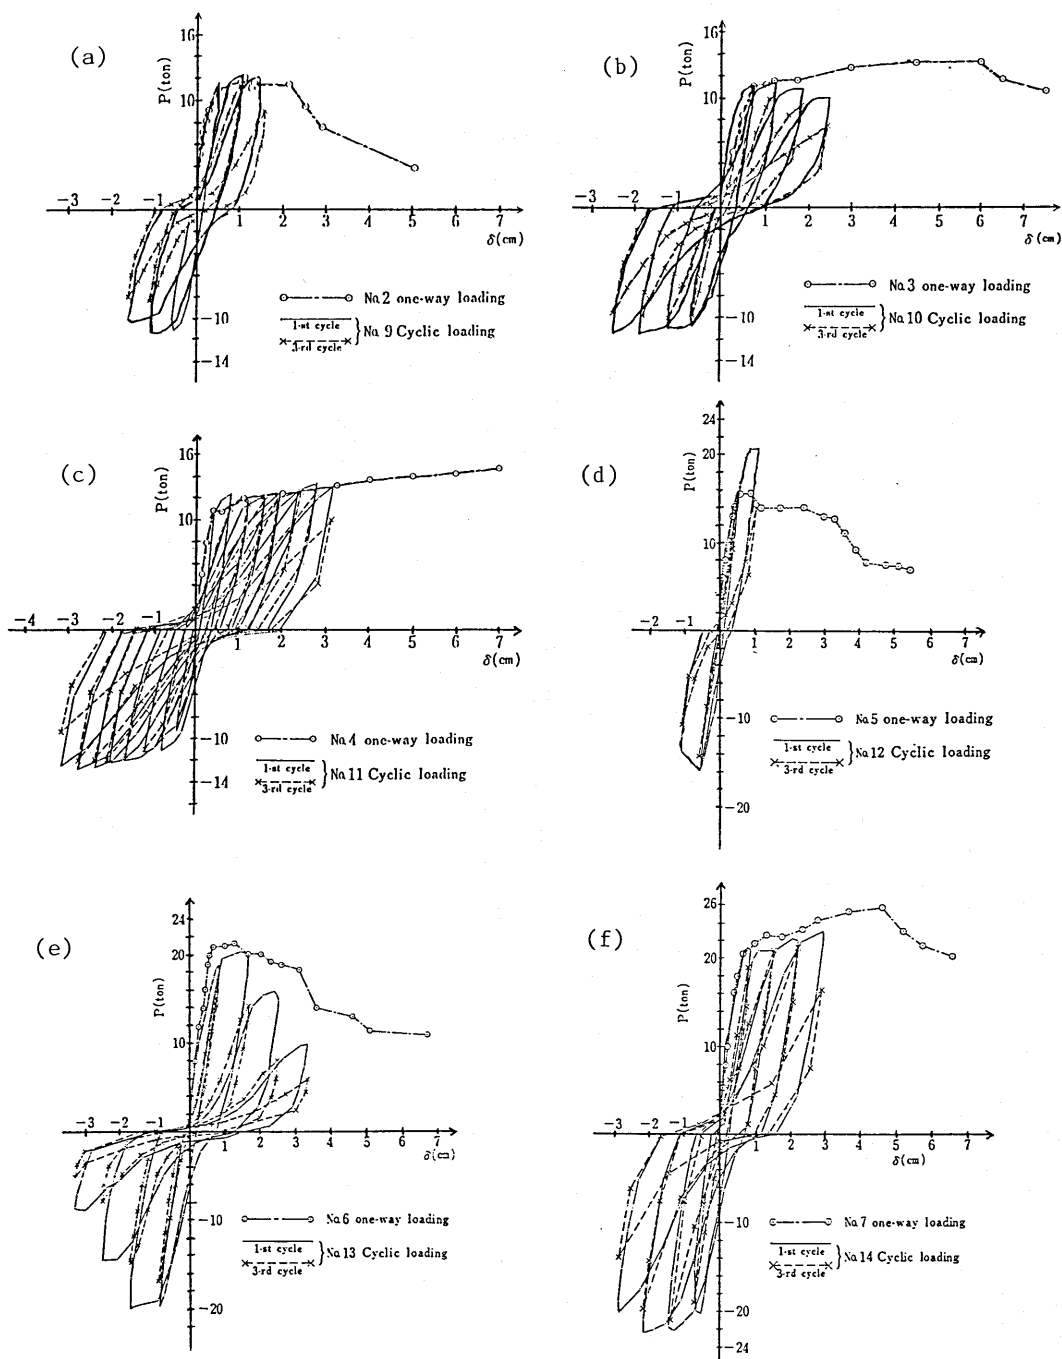 (a)
P(ton)
16
10
-3 -2 -1
1 2 3 4 5 6 7
δ(cm)
-10
-14
No.2 one-way loading
1-st cycle
3-rd cycle
No.9 Cyclic loading
(b)
P(ton)
16
10
-3 -2 -1
1 2 3 4 5 6 7
δ(cm)
-10
-14
No.3 one-way loading
1-st cycle
3-rd cycle
No.10 Cyclic loading
(c)
P(ton)
16
10
-4 -3 -2 -1
1 2 3 4 5 6 7
δ(cm)
-10
-14
No.4 one-way loading
1-st cycle
3-rd cycle
No.11 Cyclic loading
(d)
P(ton)
24
20
10
-2 -1
1 2 3 4 5 6 7
δ(cm)
-10
-20
No.5 one-way loading
1-st cycle
3-rd cycle
No.12 Cyclic loading
(e)
P(ton)
24
20
10
-3 -2 -1
1 2 3 4 5 6 7
δ(cm)
-10
-20
No.6 one-way loading
1-st cycle
3-rd cycle
No.13 Cyclic loading
(f)
P(ton)
26
20
10
-3 -2 -1
1 2 3 4 5 6 7
δ(cm)
-10
-20
-24
No.7 one-way loading
1-st cycle
3-rd cycle
No.14 Cyclic loading